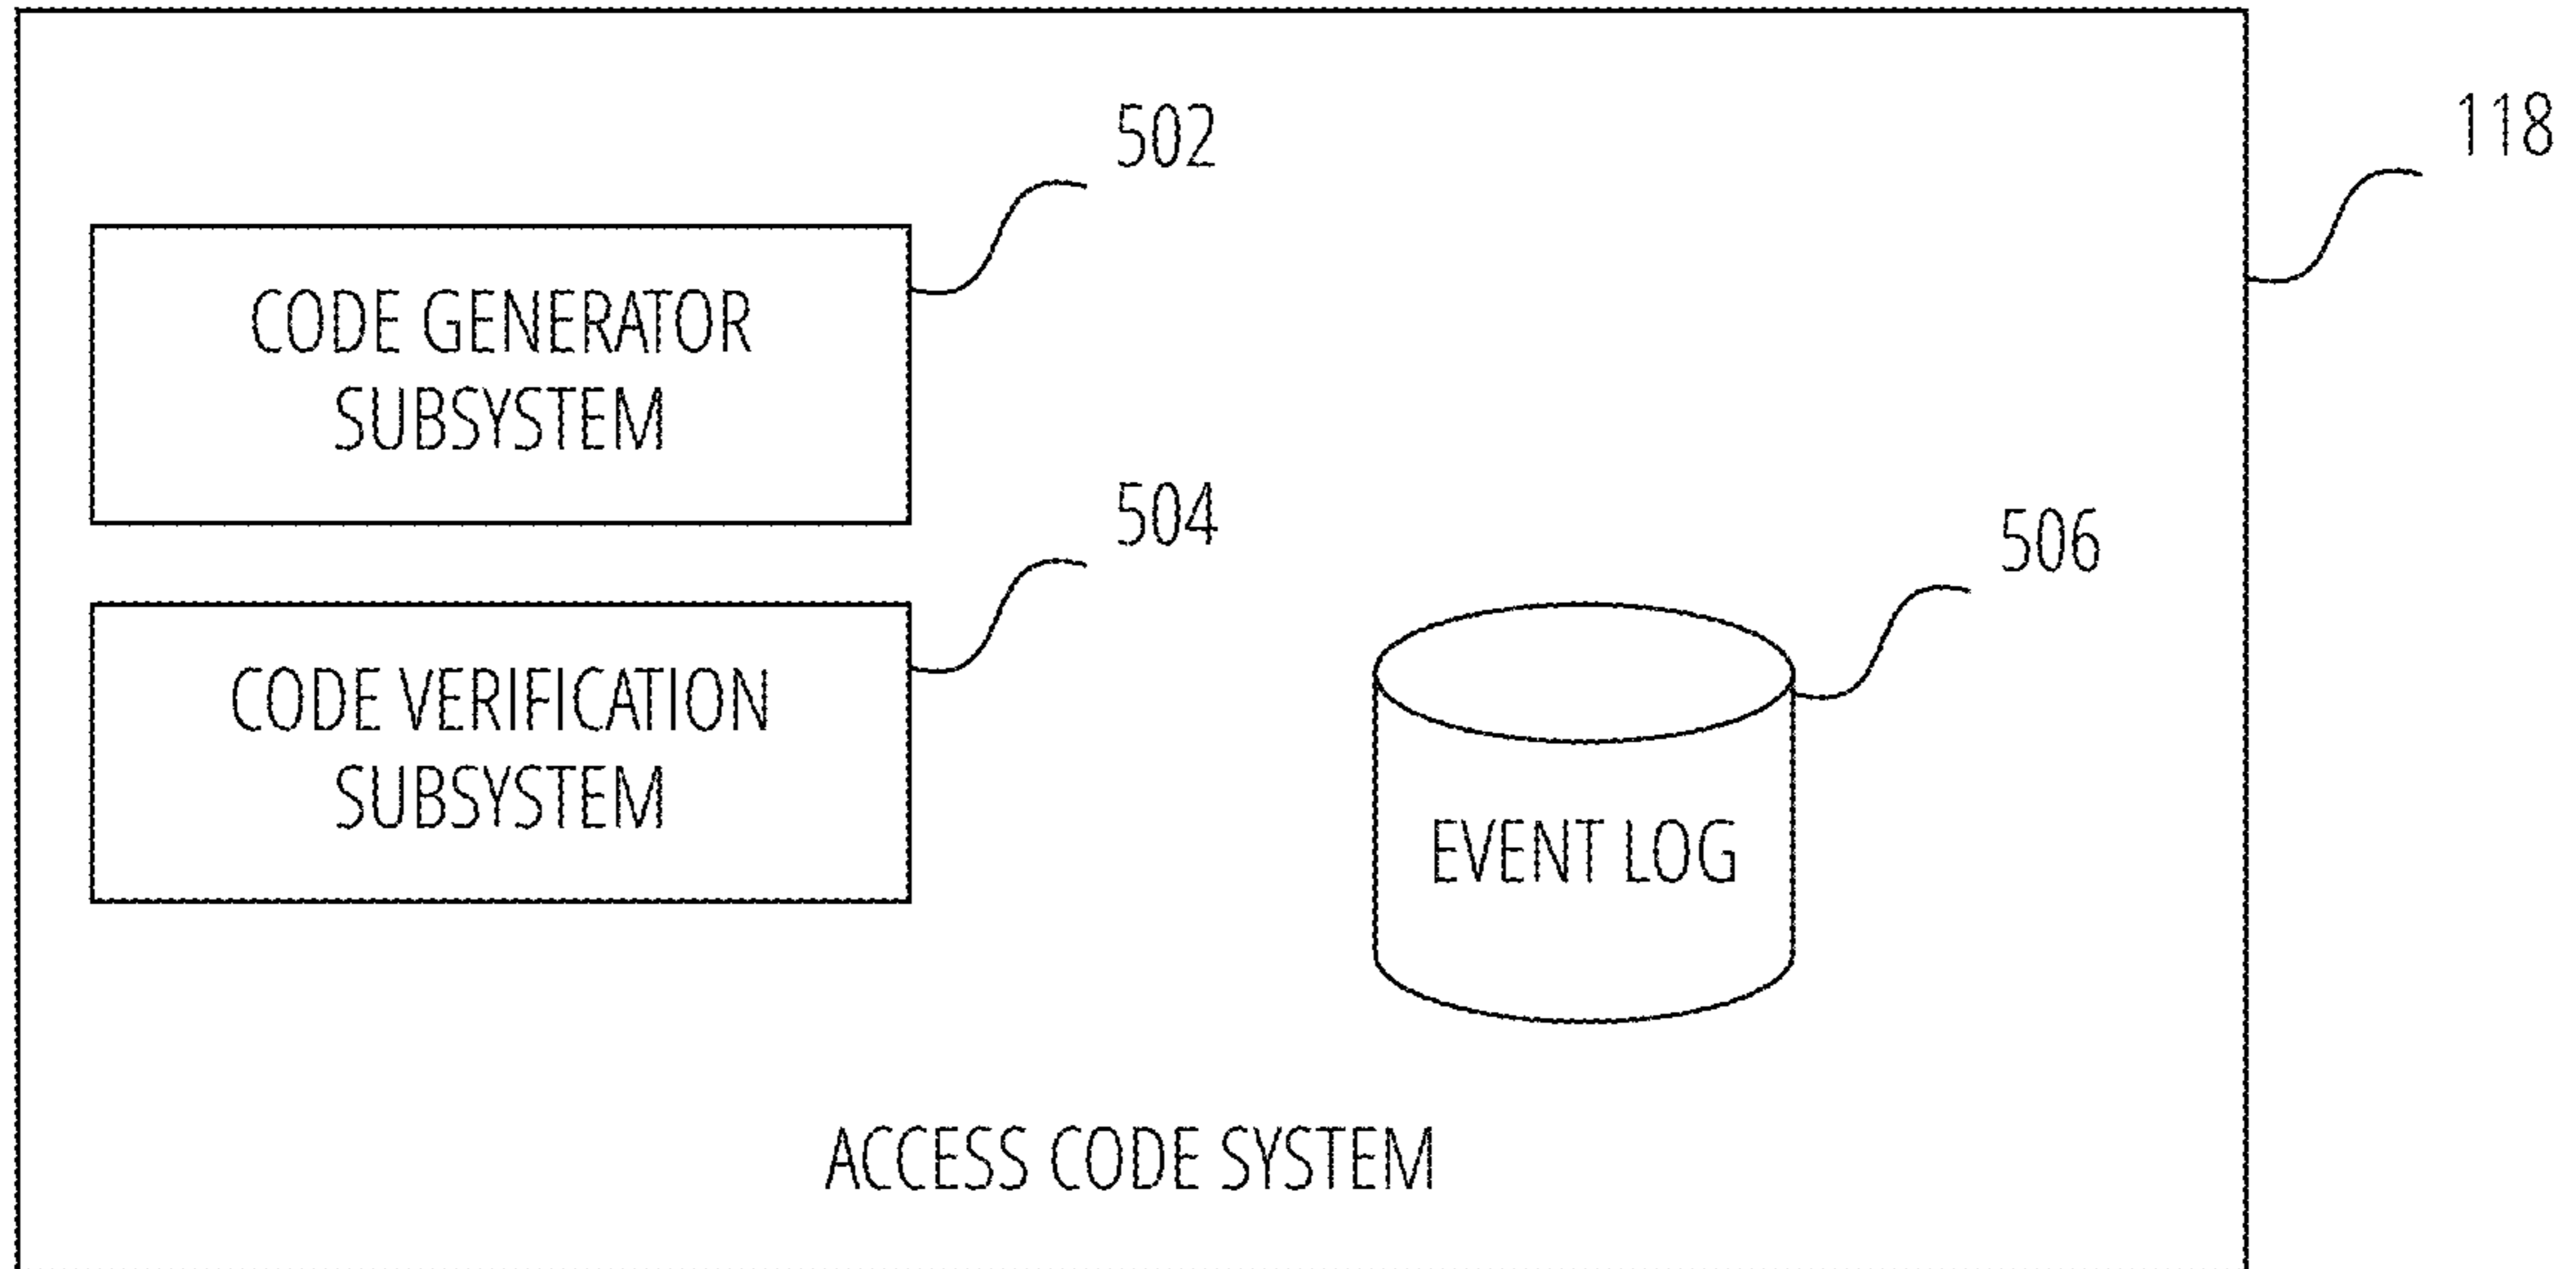 502
118
CODE GENERATOR
SUBSYSTEM
504
506
CODE VERIFICATION
SUBSYSTEM
EVENT LOG
ACCESS CODE SYSTEM